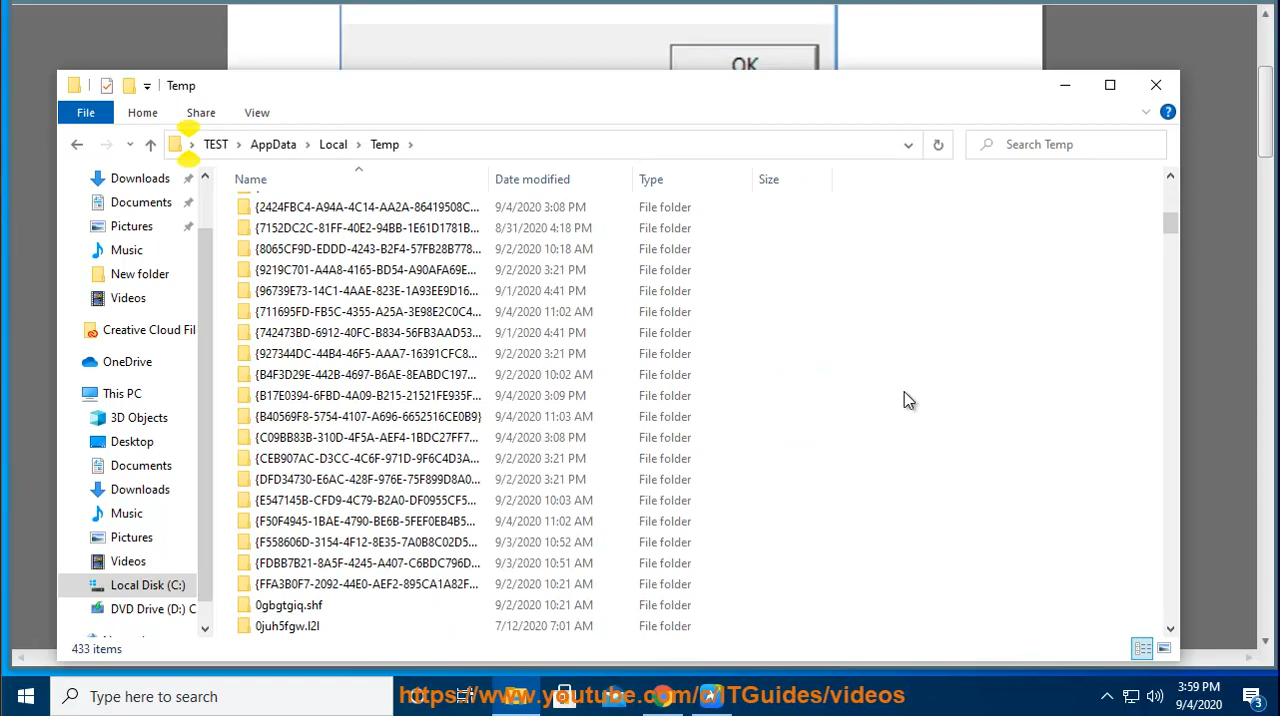 OK
Temp
File Home Share View
TEST AppData Local Temp
Search Temp
Name Date modified Type Size
Downloads
Documents
Pictures
Music
New folder
Videos
Creative Cloud Fil
OneDrive
This PC
3D Objects
Desktop
Documents
Downloads
Music
Pictures
Videos
Local Disk (C:)
DVD Drive (D:) C
{2424FBC4-A94A-4C14-AA2A-86419508C... 9/4/2020 3:08 PM File folder
{7152DC2C-81FF-40E2-94BB-1E61D1781B... 8/31/2020 4:18 PM File folder
{8065CF9D-EDDD-4243-B2F4-57FB28B778... 9/2/2020 10:18 AM File folder
{9219C701-A4A8-4165-BD54-A90AFA69E... 9/2/2020 3:21 PM File folder
{96739E73-14C1-4AAE-823E-1A93EE9D16... 9/1/2020 4:41 PM File folder
{711695FD-FB5C-4355-A25A-3E98E2C0C4... 9/4/2020 11:02 AM File folder
{742473BD-6912-40FC-B834-56FB3AAD53... 9/1/2020 4:41 PM File folder
{927344DC-44B4-46F5-AAA7-16391CFC8... 9/2/2020 3:21 PM File folder
{B4F3D29E-442B-4697-B6AE-8EABDC197... 9/2/2020 10:02 AM File folder
{B17E0394-6FBD-4A09-B215-21521FE935F... 9/4/2020 3:09 PM File folder
{B40569F8-5754-4107-A696-6652516CE0B9} 9/4/2020 11:03 AM File folder
{C09BB83B-310D-4F5A-AEF4-1BDC27FF7... 9/4/2020 3:08 PM File folder
{CEB907AC-D3CC-4C6F-971D-9F6C4D3A... 9/2/2020 3:21 PM File folder
{DFD34730-E6AC-428F-976E-75F899D8A0... 9/2/2020 3:21 PM File folder
{E547145B-CFD9-4C79-B2A0-DF0955CF5... 9/2/2020 10:03 AM File folder
{F50F4945-1BAE-4790-BE6B-5FEF0EB4B5... 9/4/2020 11:02 AM File folder
{F558606D-3154-4F12-8E35-7A0B8C02D5... 9/3/2020 10:52 AM File folder
{FDBB7B21-8A5F-4245-A407-C6BDC796D... 9/3/2020 10:51 AM File folder
{FFA3B0F7-2092-44E0-AEF2-895CA1A82F... 9/2/2020 10:21 AM File folder
0gbgtgiq.shf 9/2/2020 10:21 AM File folder
0juh5fgw.l2l 7/12/2020 7:01 AM File folder
433 items
Type here to search
3:59 PM
9/4/2020
3